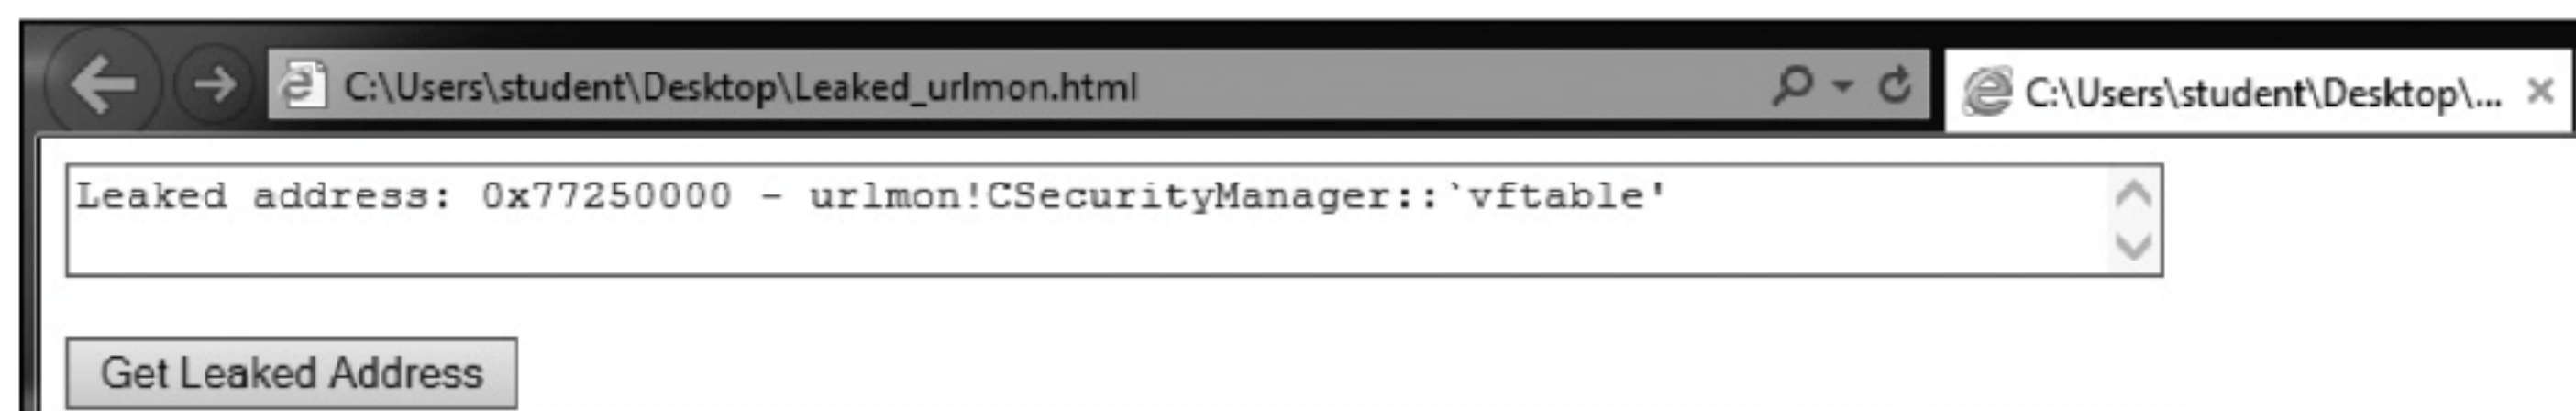 C:\Users\student\Desktop\Leaked_urlmon.html
C:\Users\student\Desktop\...
Leaked address: 0x77250000 - urlmon!CSecurityManager::`vftable'
Get Leaked Address